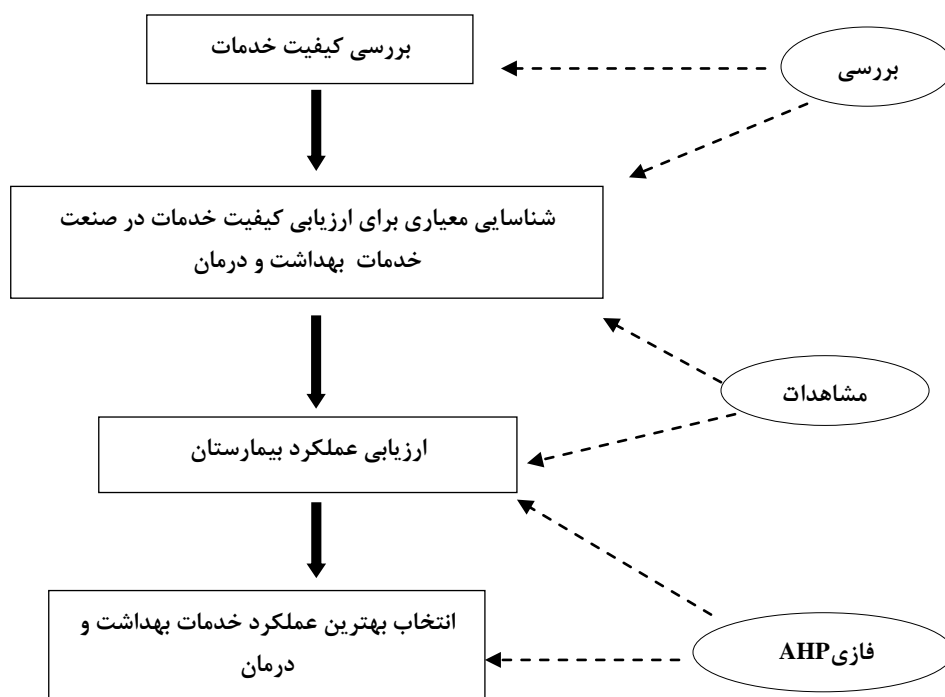 بررسی کیفیت خدمات
بررسی
شناسایی معیاری برای ارزیابی کیفیت خدمات در صنعت
خدمات بهداشت و درمان
مشاهدات
ارزیابی عملکرد بیمارستان
انتخاب بهترین عملکرد خدمات بهداشت و
درمان
فازیAHP